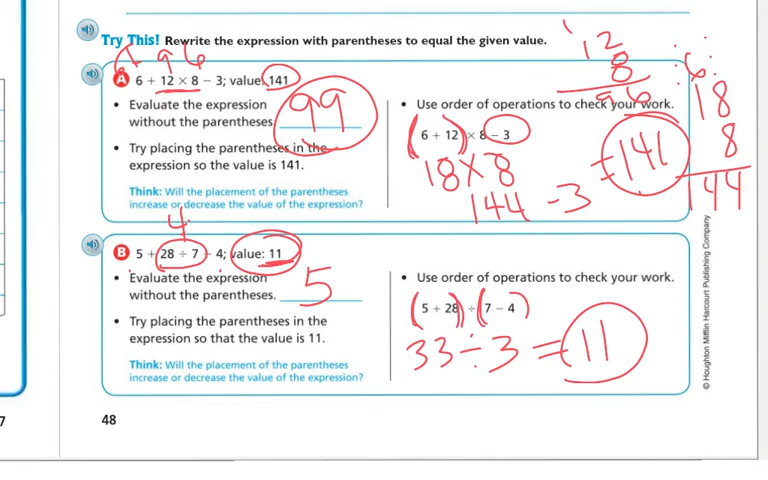 Try This! Rewrite the expression with parentheses to equal the given value.
12
8
96
6
18
8
144
6 96
A 6 + 12 × 8 – 3; value: 141
• Evaluate the expression
without the parentheses. 99
• Try placing the parentheses in the
expression so the value is 141.
Think: Will the placement of the parentheses
increase or decrease the value of the expression?
• Use order of operations to check your work.
(6 + 12) × 8 – 3
18 × 8
144 - 3 = 141
4
B 5 + 28 ÷ 7 – 4; value: 11
• Evaluate the expression
without the parentheses. 5
• Try placing the parentheses in the
expression so that the value is 11.
Think: Will the placement of the parentheses
increase or decrease the value of the expression?
• Use order of operations to check your work.
(5 + 28) ÷ (7 – 4)
33 ÷ 3 = 11
© Houghton Mifflin Harcourt Publishing Company
48
7